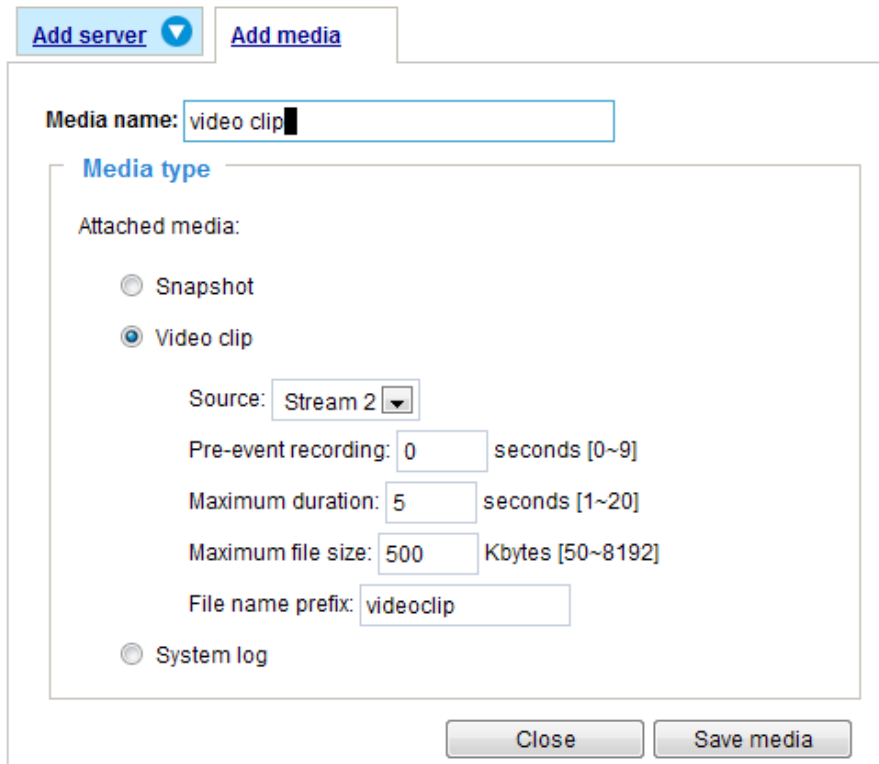 Add server Add media
Media name: video clip
Media type
Attached media:
Snapshot
Video clip
Source: Stream 2
Pre-event recording: 0 seconds [0~9]
Maximum duration: 5 seconds [1~20]
Maximum file size: 500 Kbytes [50~8192]
File name prefix: videoclip
System log
Close Save media